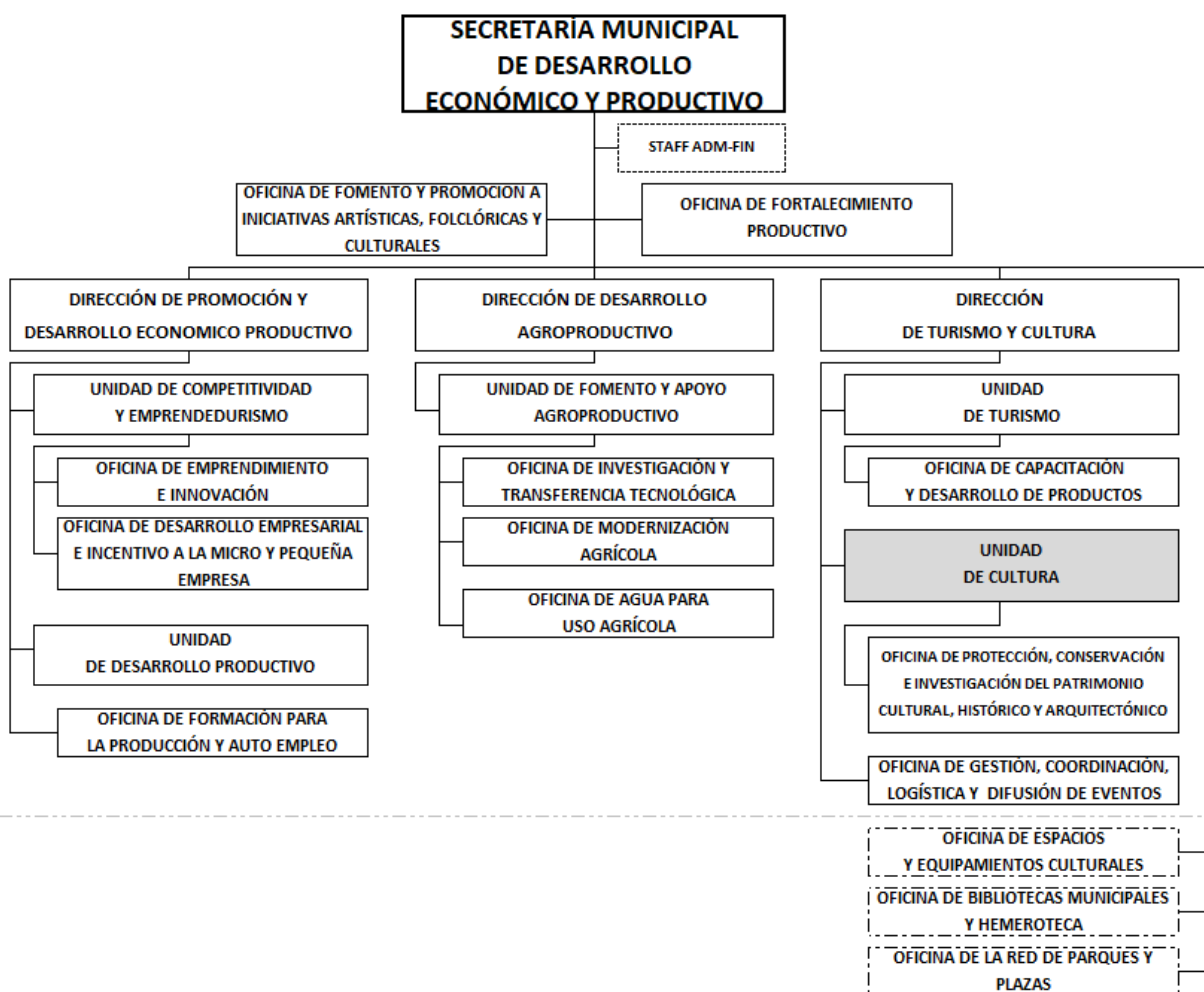 SECRETARÍA MUNICIPAL
DE DESARROLLO
ECONÓMICO Y PRODUCTIVO
STAFF ADM-FIN
OFICINA DE FOMENTO Y PROMOCION A
INICIATIVAS ARTÍSTICAS, FOLCLÓRICAS Y
CULTURALES
OFICINA DE FORTALECIMIENTO
PRODUCTIVO
DIRECCIÓN DE PROMOCIÓN Y
DESARROLLO ECONOMICO PRODUCTIVO
UNIDAD DE COMPETITIVIDAD
Y EMPRENDEDURISMO
OFICINA DE EMPRENDIMIENTO
E INNOVACIÓN
OFICINA DE DESARROLLO EMPRESARIAL
E INCENTIVO A LA MICRO Y PEQUEÑA
EMPRESA
UNIDAD
DE DESARROLLO PRODUCTIVO
OFICINA DE FORMACIÓN PARA
LA PRODUCCIÓN Y AUTO EMPLEO
DIRECCIÓN DE DESARROLLO
AGROPRODUCTIVO
UNIDAD DE FOMENTO Y APOYO
AGROPRODUCTIVO
OFICINA DE INVESTIGACIÓN Y
TRANSFERENCIA TECNOLÓGICA
OFICINA DE MODERNIZACIÓN
AGRÍCOLA
OFICINA DE AGUA PARA
USO AGRÍCOLA
DIRECCIÓN
DE TURISMO Y CULTURA
UNIDAD
DE TURISMO
OFICINA DE CAPACITACIÓN
Y DESARROLLO DE PRODUCTOS
UNIDAD
DE CULTURA
OFICINA DE PROTECCIÓN, CONSERVACIÓN
E INVESTIGACIÓN DEL PATRIMONIO
CULTURAL, HISTÓRICO Y ARQUITECTÓNICO
OFICINA DE GESTIÓN, COORDINACIÓN,
LOGÍSTICA Y DIFUSIÓN DE EVENTOS
OFICINA DE ESPACIOS
Y EQUIPAMIENTOS CULTURALES
OFICINA DE BIBLIOTECAS MUNICIPALES
Y HEMEROTECA
OFICINA DE LA RED DE PARQUES Y
PLAZAS